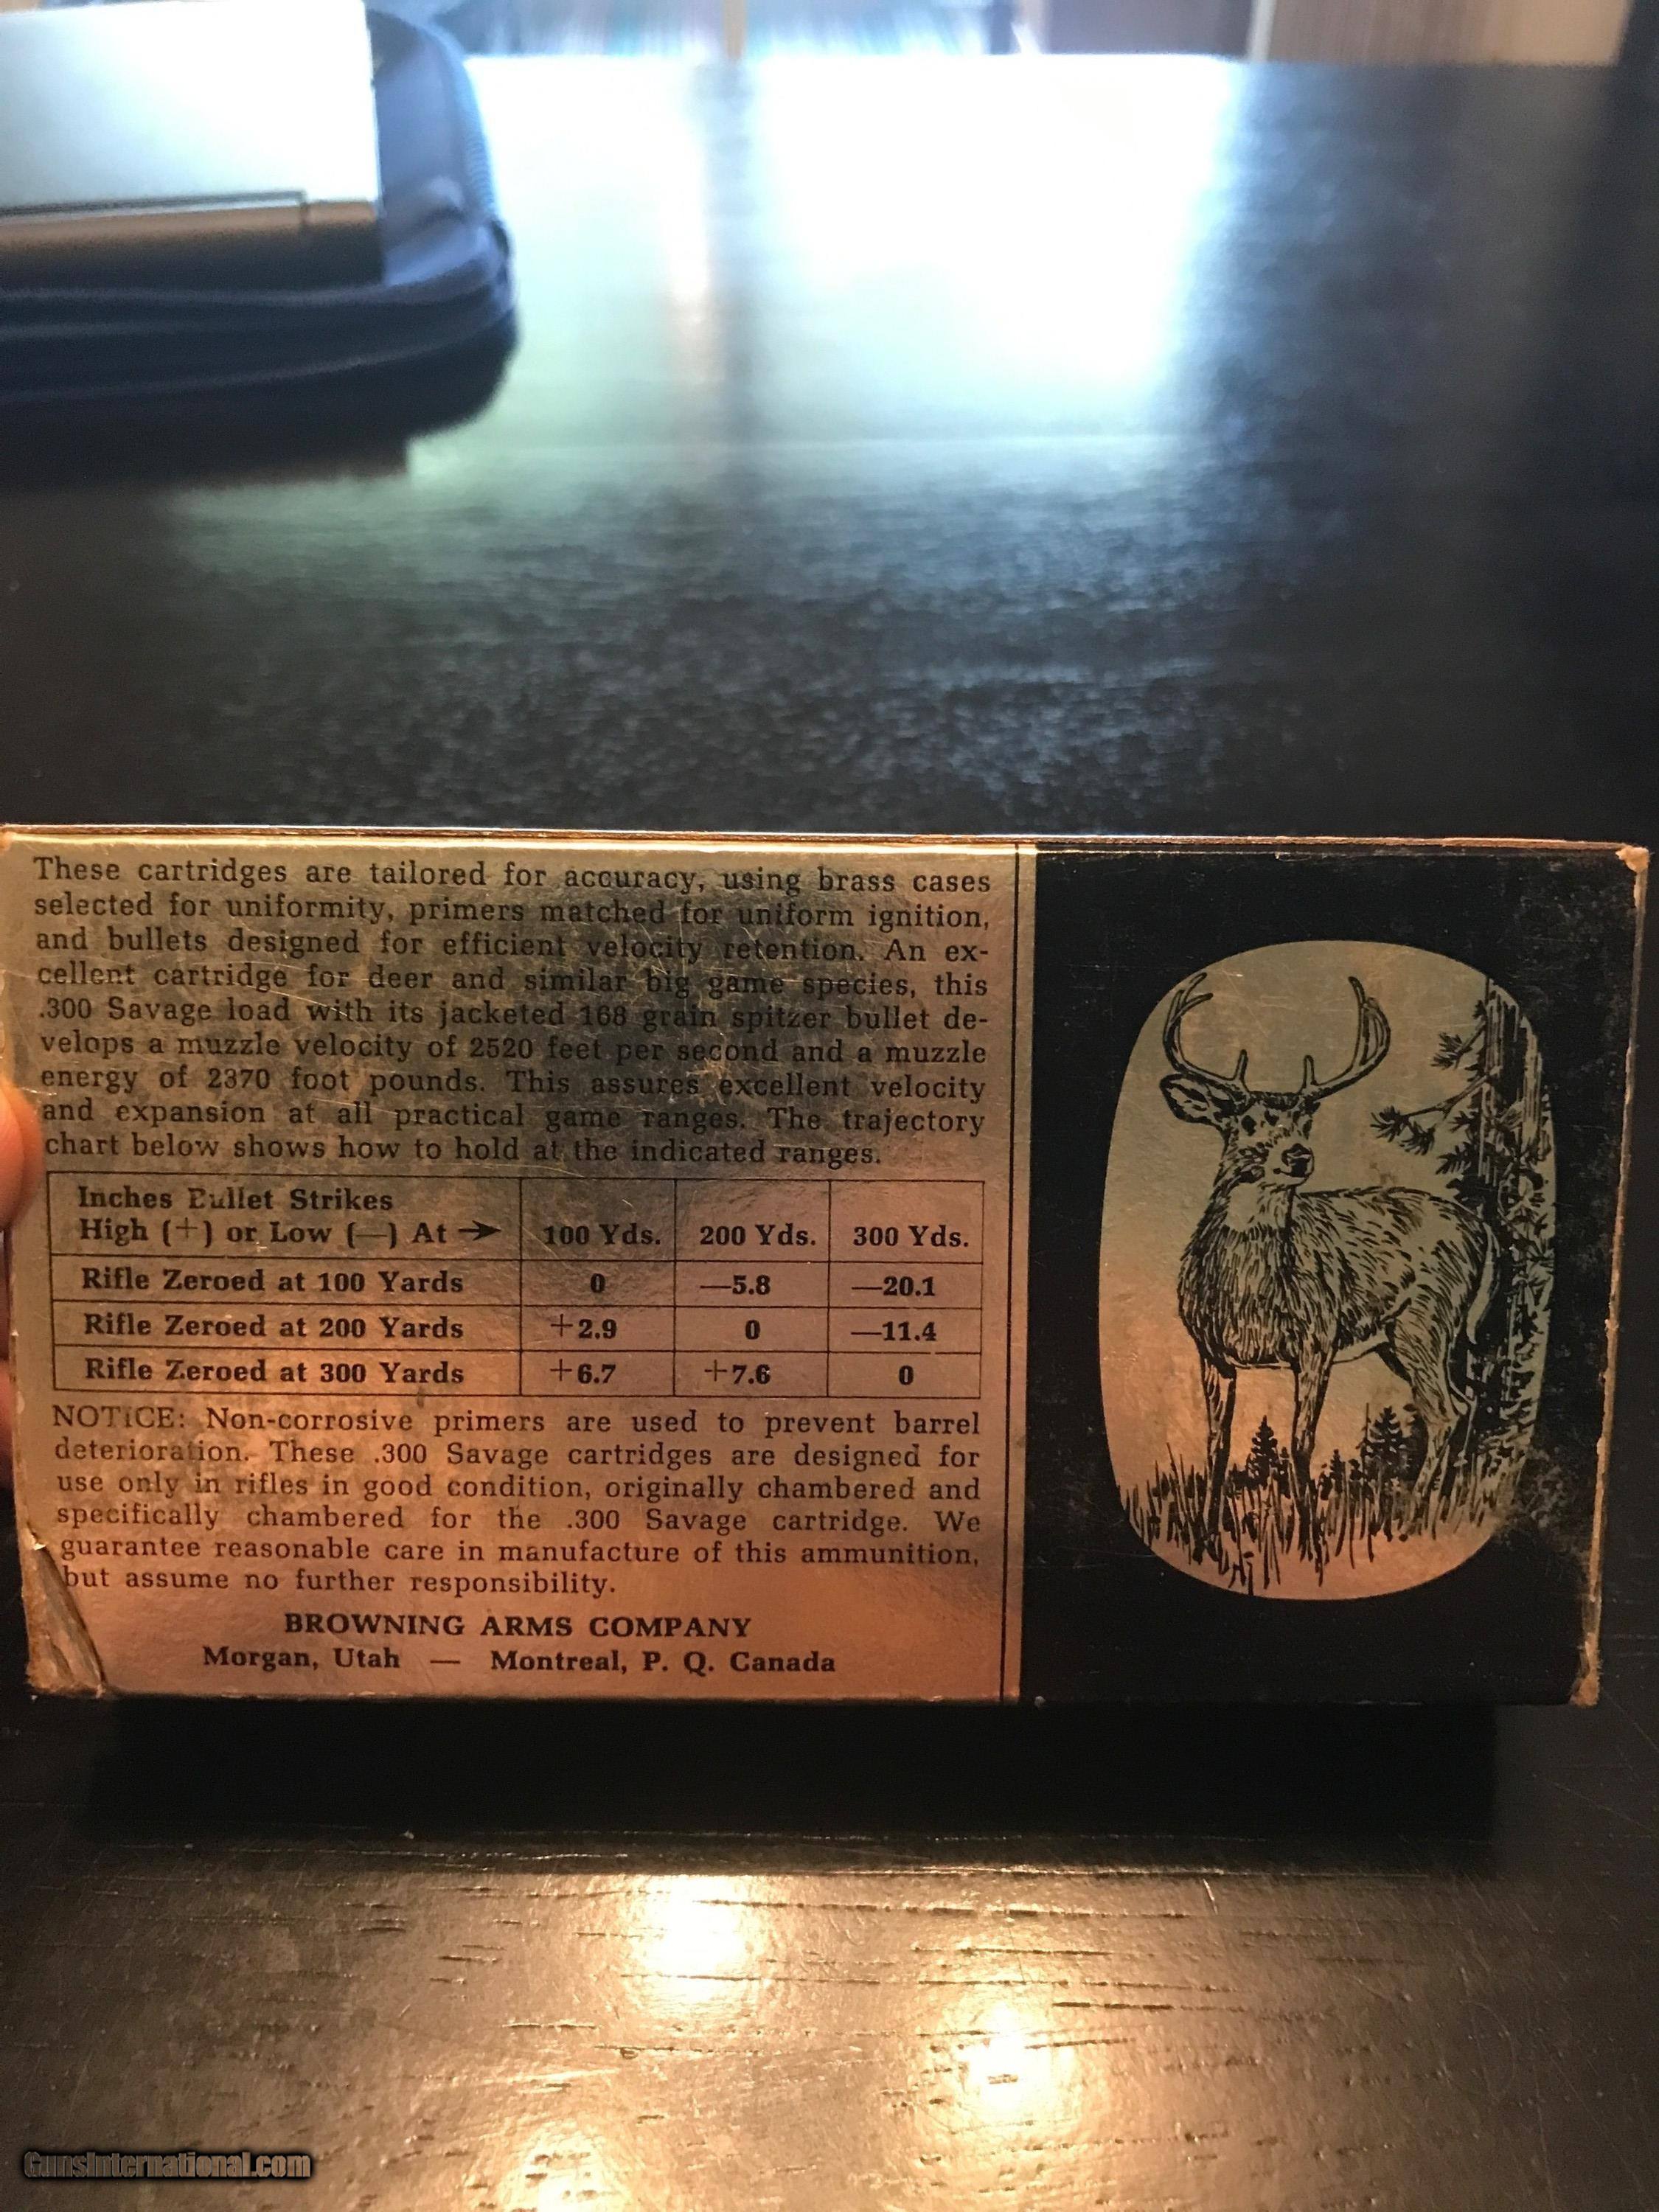 These cartridges are tailored for accuracy, using brass cases
selected for uniformity, primers matched for uniform ignition,
and bullets designed for efficient velocity retention. An ex-
cellent cartridge for deer and similar big game species, this
.300 Savage load with its jacketed 168 grain spitzer bullet de-
velops a muzzle velocity of 2520 feet per second and a muzzle
energy of 2370 foot pounds. This assures excellent velocity
and expansion at all practical game ranges. The trajectory
chart below shows how to hold at the indicated ranges.
Inches Bullet Strikes
High (+) or Low (—) At → 100 Yds. 200 Yds. 300 Yds.
Rifle Zeroed at 100 Yards 0 —5.8 —20.1
Rifle Zeroed at 200 Yards +2.9 0 —11.4
Rifle Zeroed at 300 Yards +6.7 +7.6 0
NOTICE: Non-corrosive primers are used to prevent barrel
deterioration. These .300 Savage cartridges are designed for
use only in rifles in good condition, originally chambered and
specifically chambered for the .300 Savage cartridge. We
guarantee reasonable care in manufacture of this ammunition,
but assume no further responsibility.
BROWNING ARMS COMPANY
Morgan, Utah — Montreal, P. Q. Canada
GunsInternational.com